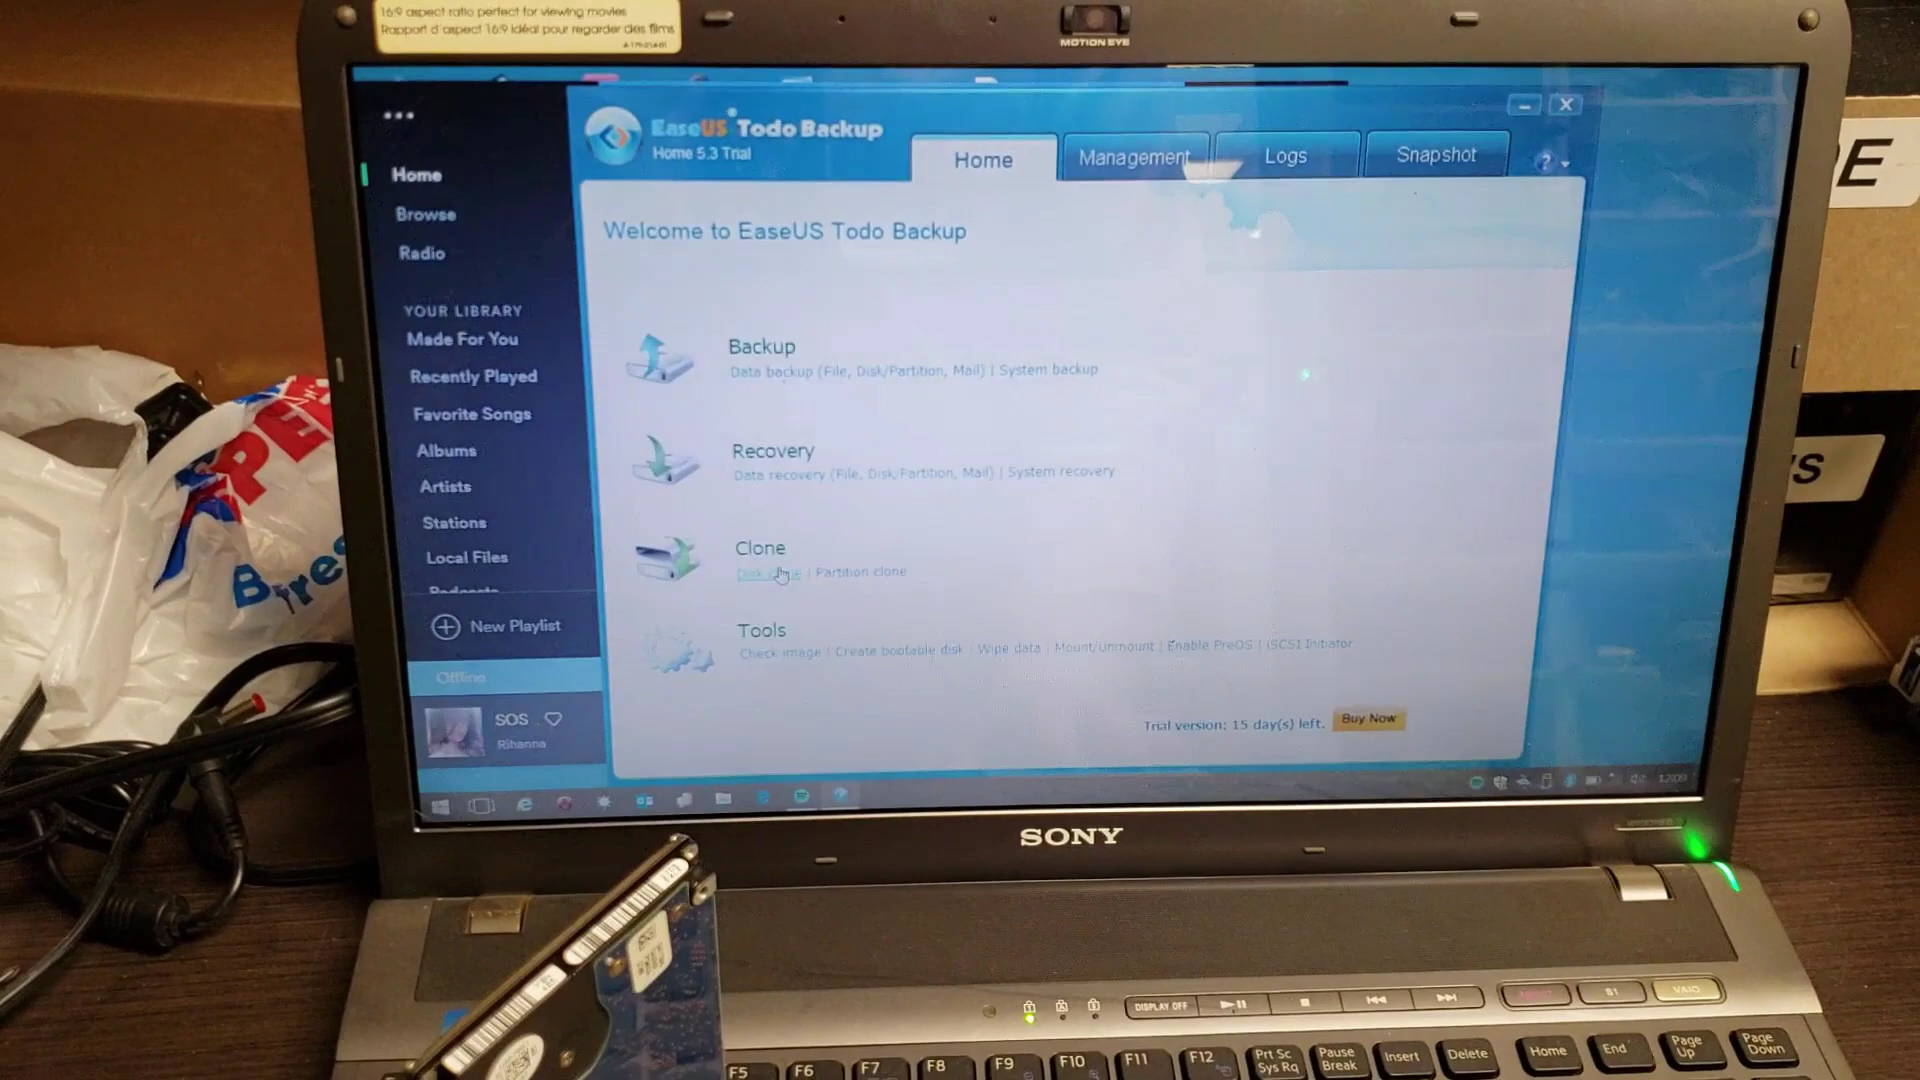 16:9 aspect ratio perfect for viewing movies
Rapport d'aspect 16:9 idéal pour regarder des films
MOTION EYE
E
Home
Browse
Radio
YOUR LIBRARY
Made For You
Recently Played
Favorite Songs
Albums
Artists
Stations
Local Files
Podcasts
New Playlist
Offline
SOS
Rihanna
EaseUS Todo Backup
Home 5.3 Trial
Home
Management
Logs
Snapshot
?
Welcome to EaseUS Todo Backup
Backup
Data backup (File, Disk/Partition, Mail) | System backup
Recovery
Data recovery (File, Disk/Partition, Mail) | System recovery
Clone
Disk clone | Partition clone
Tools
Check image | Create bootable disk | Wipe data | Mount/Unmount | Enable PreOS | iSCSI Initiator
Trial version: 15 day(s) left.
Buy Now
SONY
DISPLAY OFF
S1
VAIO
F5
F6
F7
F8
F9
F10
F11
F12
Prt Sc
Sys Rq
Pause
Break
Insert
Delete
Home
End
Page
Up
Page
Down